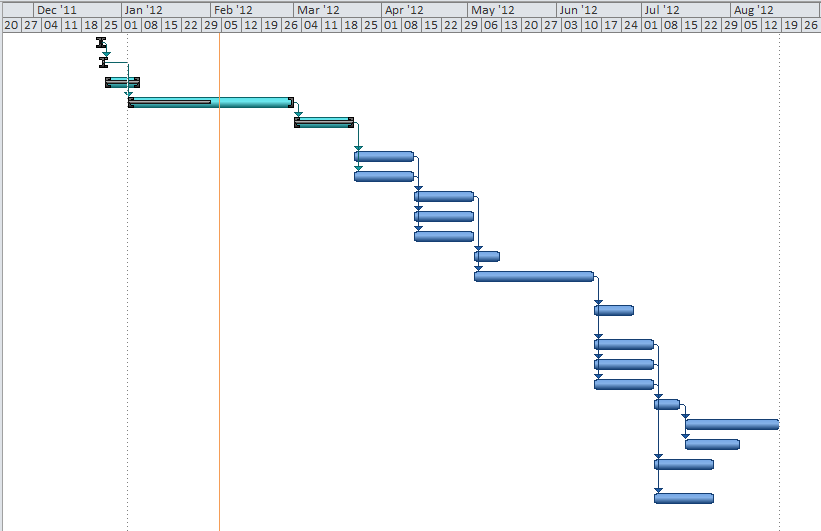 Dec '11 Jan '12 Feb '12 Mar '12 Apr '12 May '12 Jun '12 Jul '12 Aug '12
20 27 04 11 18 25 01 08 15 22 29 05 12 19 26 04 11 18 25 01 08 15 22 29 06 13 20 27 03 10 17 24 01 08 15 22 29 05 12 19 26